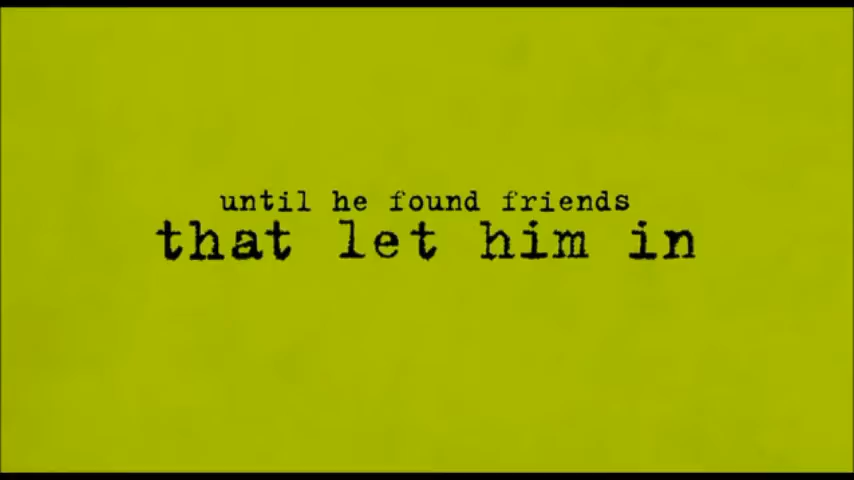 until he found friends
that let him in